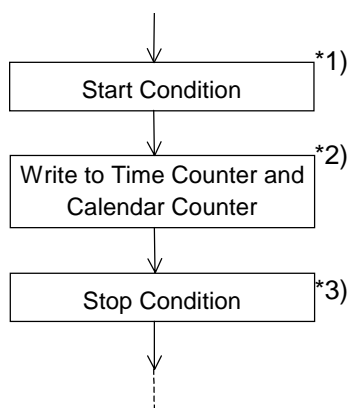 *1)
Start Condition
*2)
Write to Time Counter and
Calendar Counter
*3)
Stop Condition